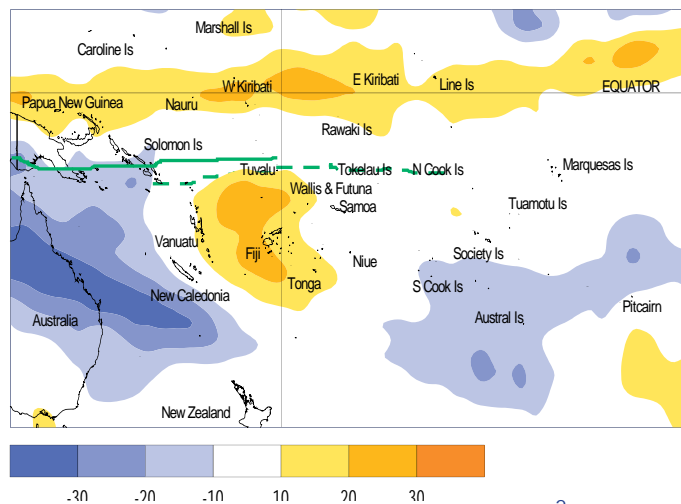 Marshall Is
Caroline Is
W Kiribati
E Kiribati
Line Is
EQUATOR
Papua New Guinea
Nauru
Rawaki Is
Solomon Is
Tuvalu
Tokelau Is
N Cook Is
Marquesas Is
Wallis & Futuna
Samoa
Tuamotu Is
Vanuatu
Fiji
Niue
Society Is
Tonga
S Cook Is
New Caledonia
Pitcairn
Australia
Austral Is
New Zealand
-30 -20 -10 10 20 30